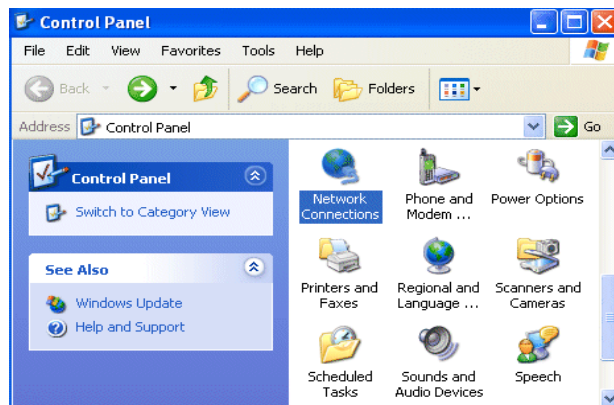 Control Panel
File Edit View Favorites Tools Help
Back Search Folders
Address Control Panel Go
Control Panel
Switch to Category View
See Also
Windows Update
Help and Support
Network
Connections
Phone and
Modem ...
Power Options
Printers and
Faxes
Regional and
Language ...
Scanners and
Cameras
Scheduled
Tasks
Sounds and
Audio Devices
Speech